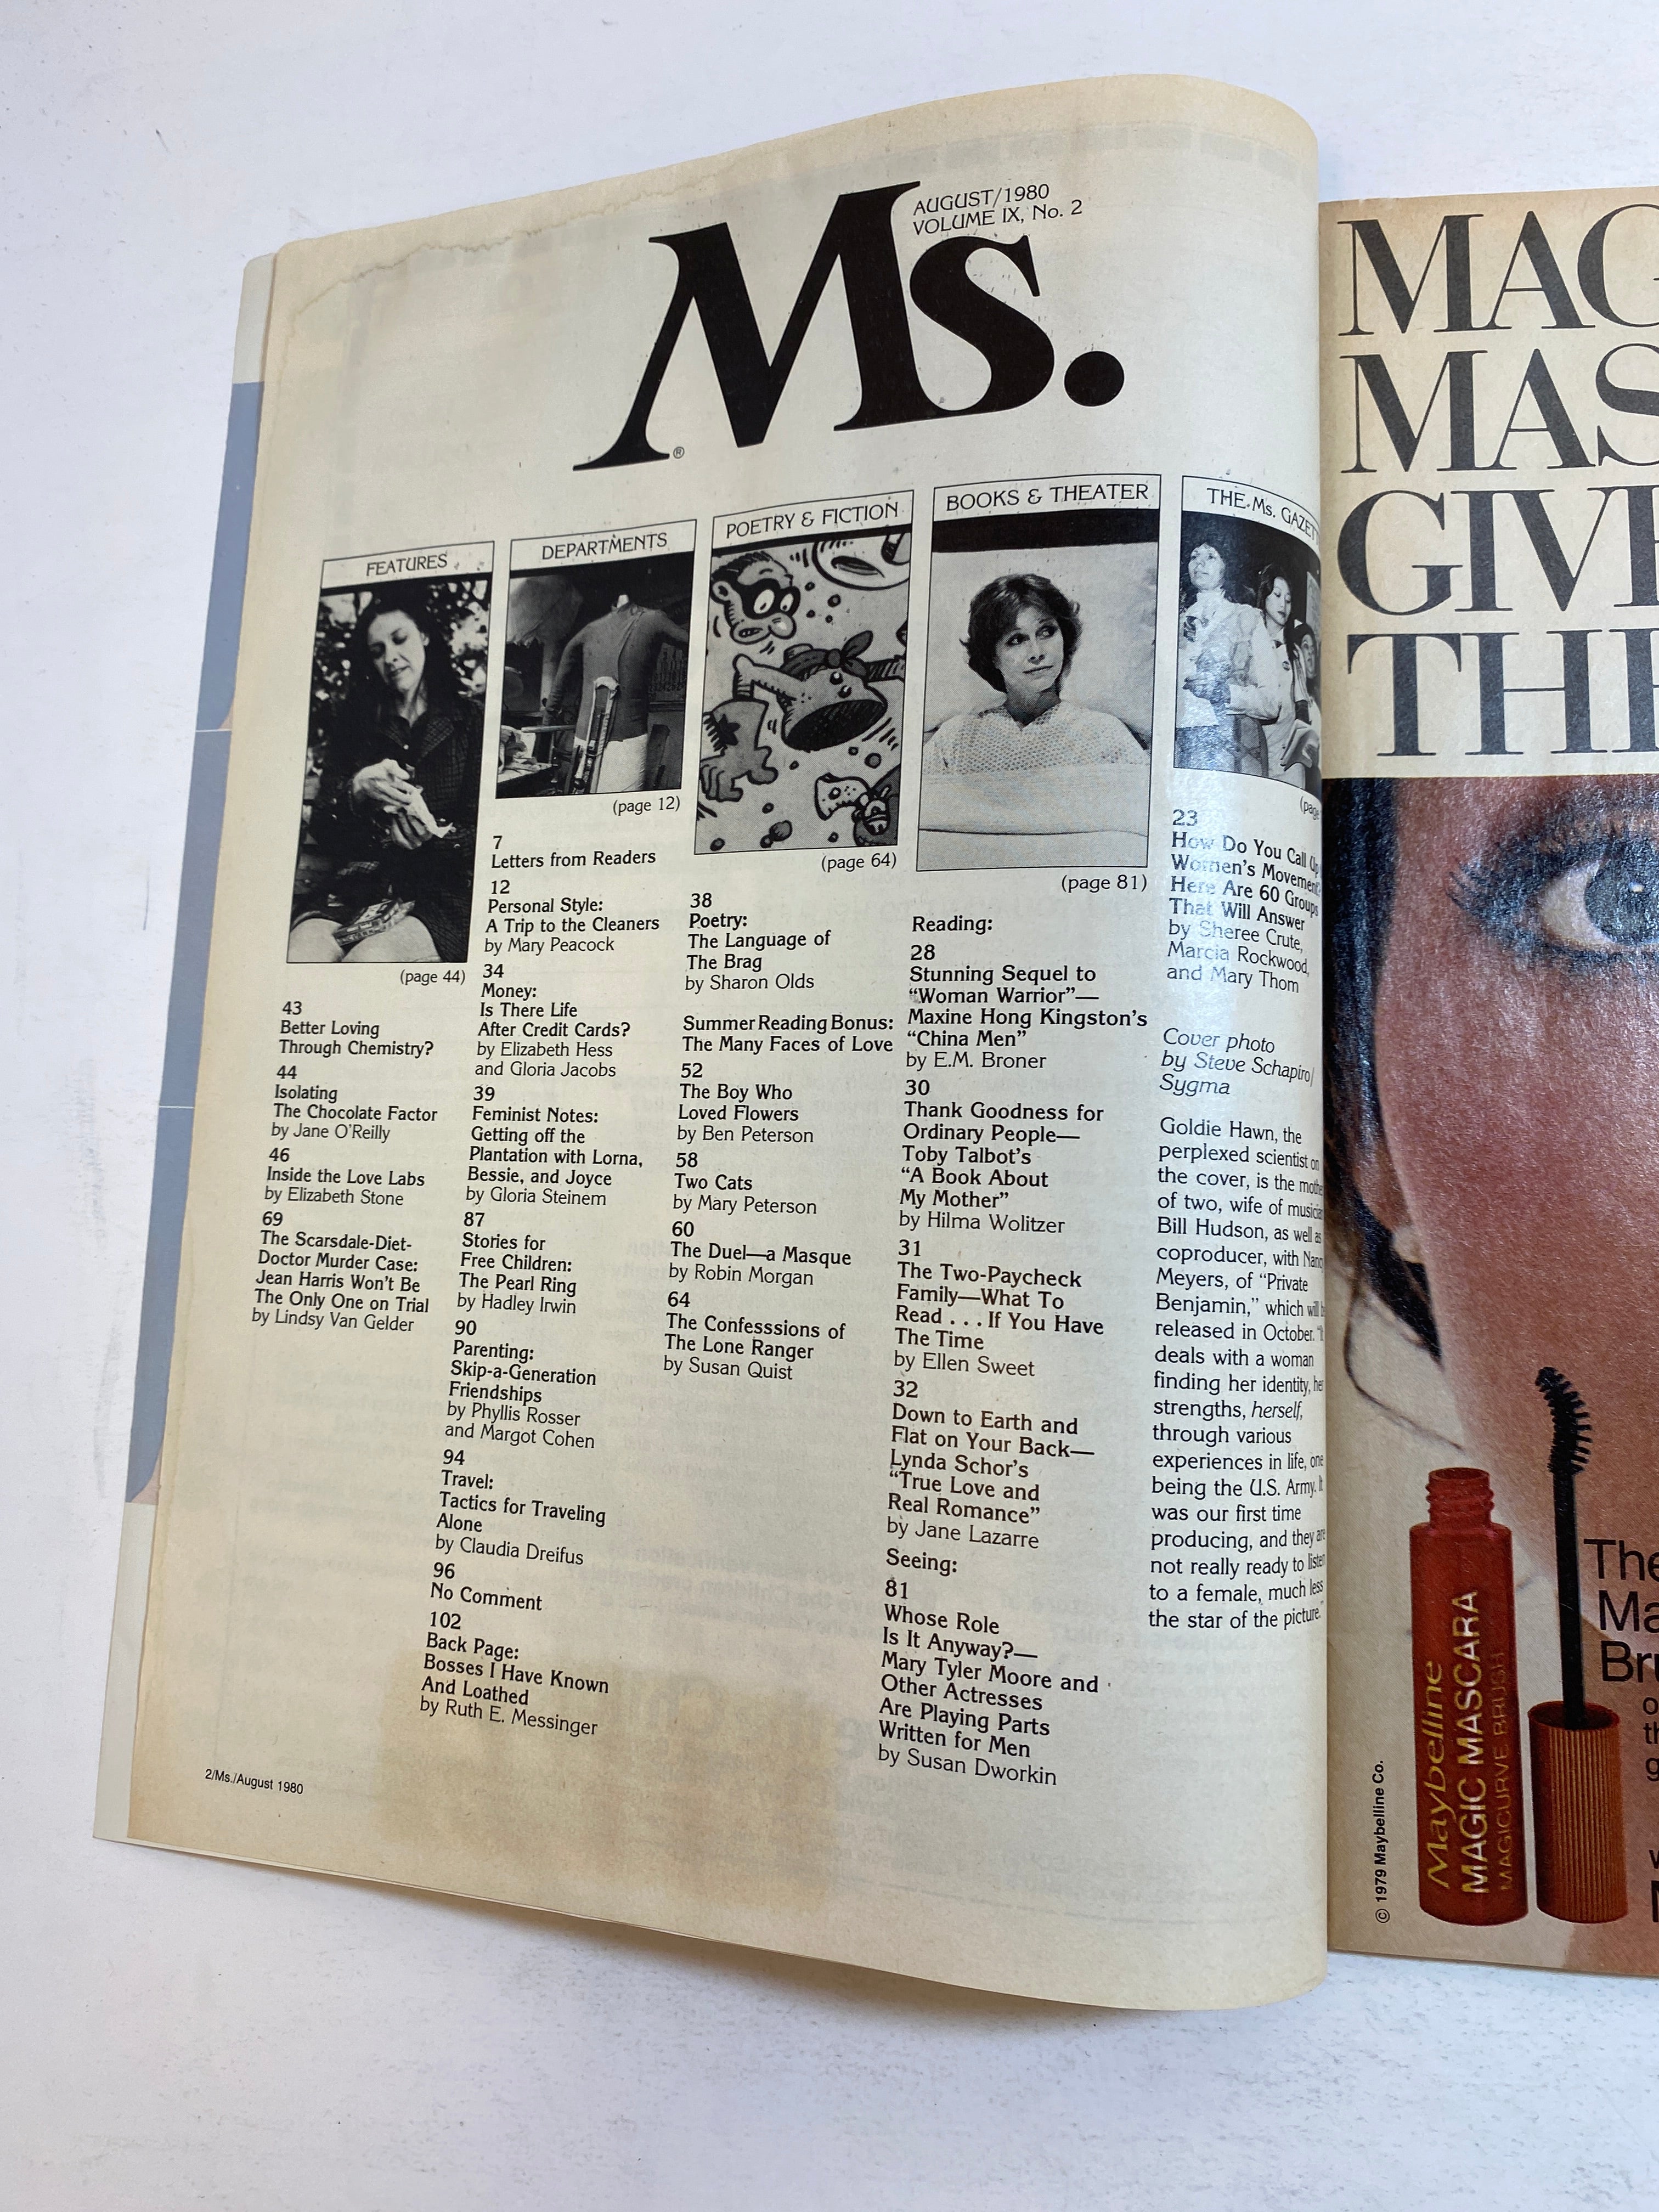 AUGUST/1980
VOLUME IX, No. 2
Ms.
®
FEATURES
(page 44)
43
Better Loving
Through Chemistry?
44
Isolating
The Chocolate Factor
by Jane O'Reilly
46
Inside the Love Labs
by Elizabeth Stone
69
The Scarsdale-Diet-
Doctor Murder Case:
Jean Harris Won't Be
The Only One on Trial
by Lindsy Van Gelder
DEPARTMENTS
(page 12)
7
Letters from Readers
12
Personal Style:
A Trip to the Cleaners
by Mary Peacock
34
Money:
Is There Life
After Credit Cards?
by Elizabeth Hess
and Gloria Jacobs
39
Feminist Notes:
Getting off the
Plantation with Lorna,
Bessie, and Joyce
by Gloria Steinem
87
Stories for
Free Children:
The Pearl Ring
by Hadley Irwin
90
Parenting:
Skip-a-Generation
Friendships
by Phyllis Rosser
and Margot Cohen
94
Travel:
Tactics for Traveling
Alone
by Claudia Dreifus
96
No Comment
102
Back Page:
Bosses I Have Known
And Loathed
by Ruth E. Messinger
POETRY & FICTION
(page 64)
38
Poetry:
The Language of
The Brag
by Sharon Olds
Summer Reading Bonus:
The Many Faces of Love
52
The Boy Who
Loved Flowers
by Ben Peterson
58
Two Cats
by Mary Peterson
60
The Duel—a Masque
by Robin Morgan
64
The Confesssions of
The Lone Ranger
by Susan Quist
BOOKS & THEATER
(page 81)
Reading:
28
Stunning Sequel to
"Woman Warrior"—
Maxine Hong Kingston's
"China Men"
by E.M. Broner
30
Thank Goodness for
Ordinary People—
Toby Talbot's
"A Book About
My Mother"
by Hilma Wolitzer
31
The Two-Paycheck
Family—What To
Read . . . If You Have
The Time
by Ellen Sweet
32
Down to Earth and
Flat on Your Back—
Lynda Schor's
"True Love and
Real Romance"
by Jane Lazarre
Seeing:
81
Whose Role
Is It Anyway?—
Mary Tyler Moore and
Other Actresses
Are Playing Parts
Written for Men
by Susan Dworkin
THE Ms. GAZETT
(page
23
How Do You Call Up
Women's Movement?
Here Are 60 Groups
That Will Answer
by Sheree Crute,
Marcia Rockwood,
and Mary Thom
Cover photo
by Steve Schapiro/
Sygma
Goldie Hawn, the
perplexed scientist on
the cover, is the mothe
of two, wife of musicia
Bill Hudson, as well as
coproducer, with Nanc
Meyers, of "Private
Benjamin," which will b
released in October. "It
deals with a woman
finding her identity, her
strengths, herself,
through various
experiences in life, one
being the U.S. Army. It
was our first time
producing, and they are
not really ready to listen
to a female, much less
the star of the picture."
2/Ms./August 1980
MAG
MAS
GIVE
THE
The
Ma
Bru
Maybelline
MAGIC MASCARA
MAGICURVE BRUSH
© 1979 Maybelline Co.